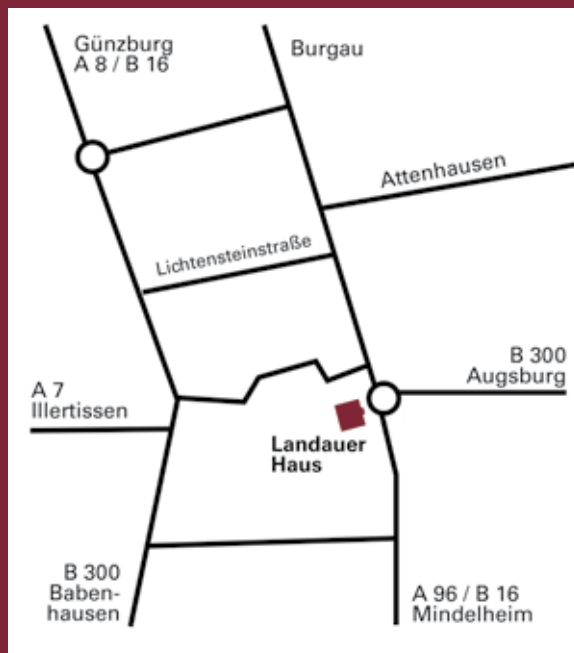 Günzburg
A 8 / B 16
Burgau
Attenhausen
Lichtensteinstraße
B 300
Augsburg
A 7
Illertissen
Landauer
Haus
B 300
Baben-
hausen
A 96 / B 16
Mindelheim